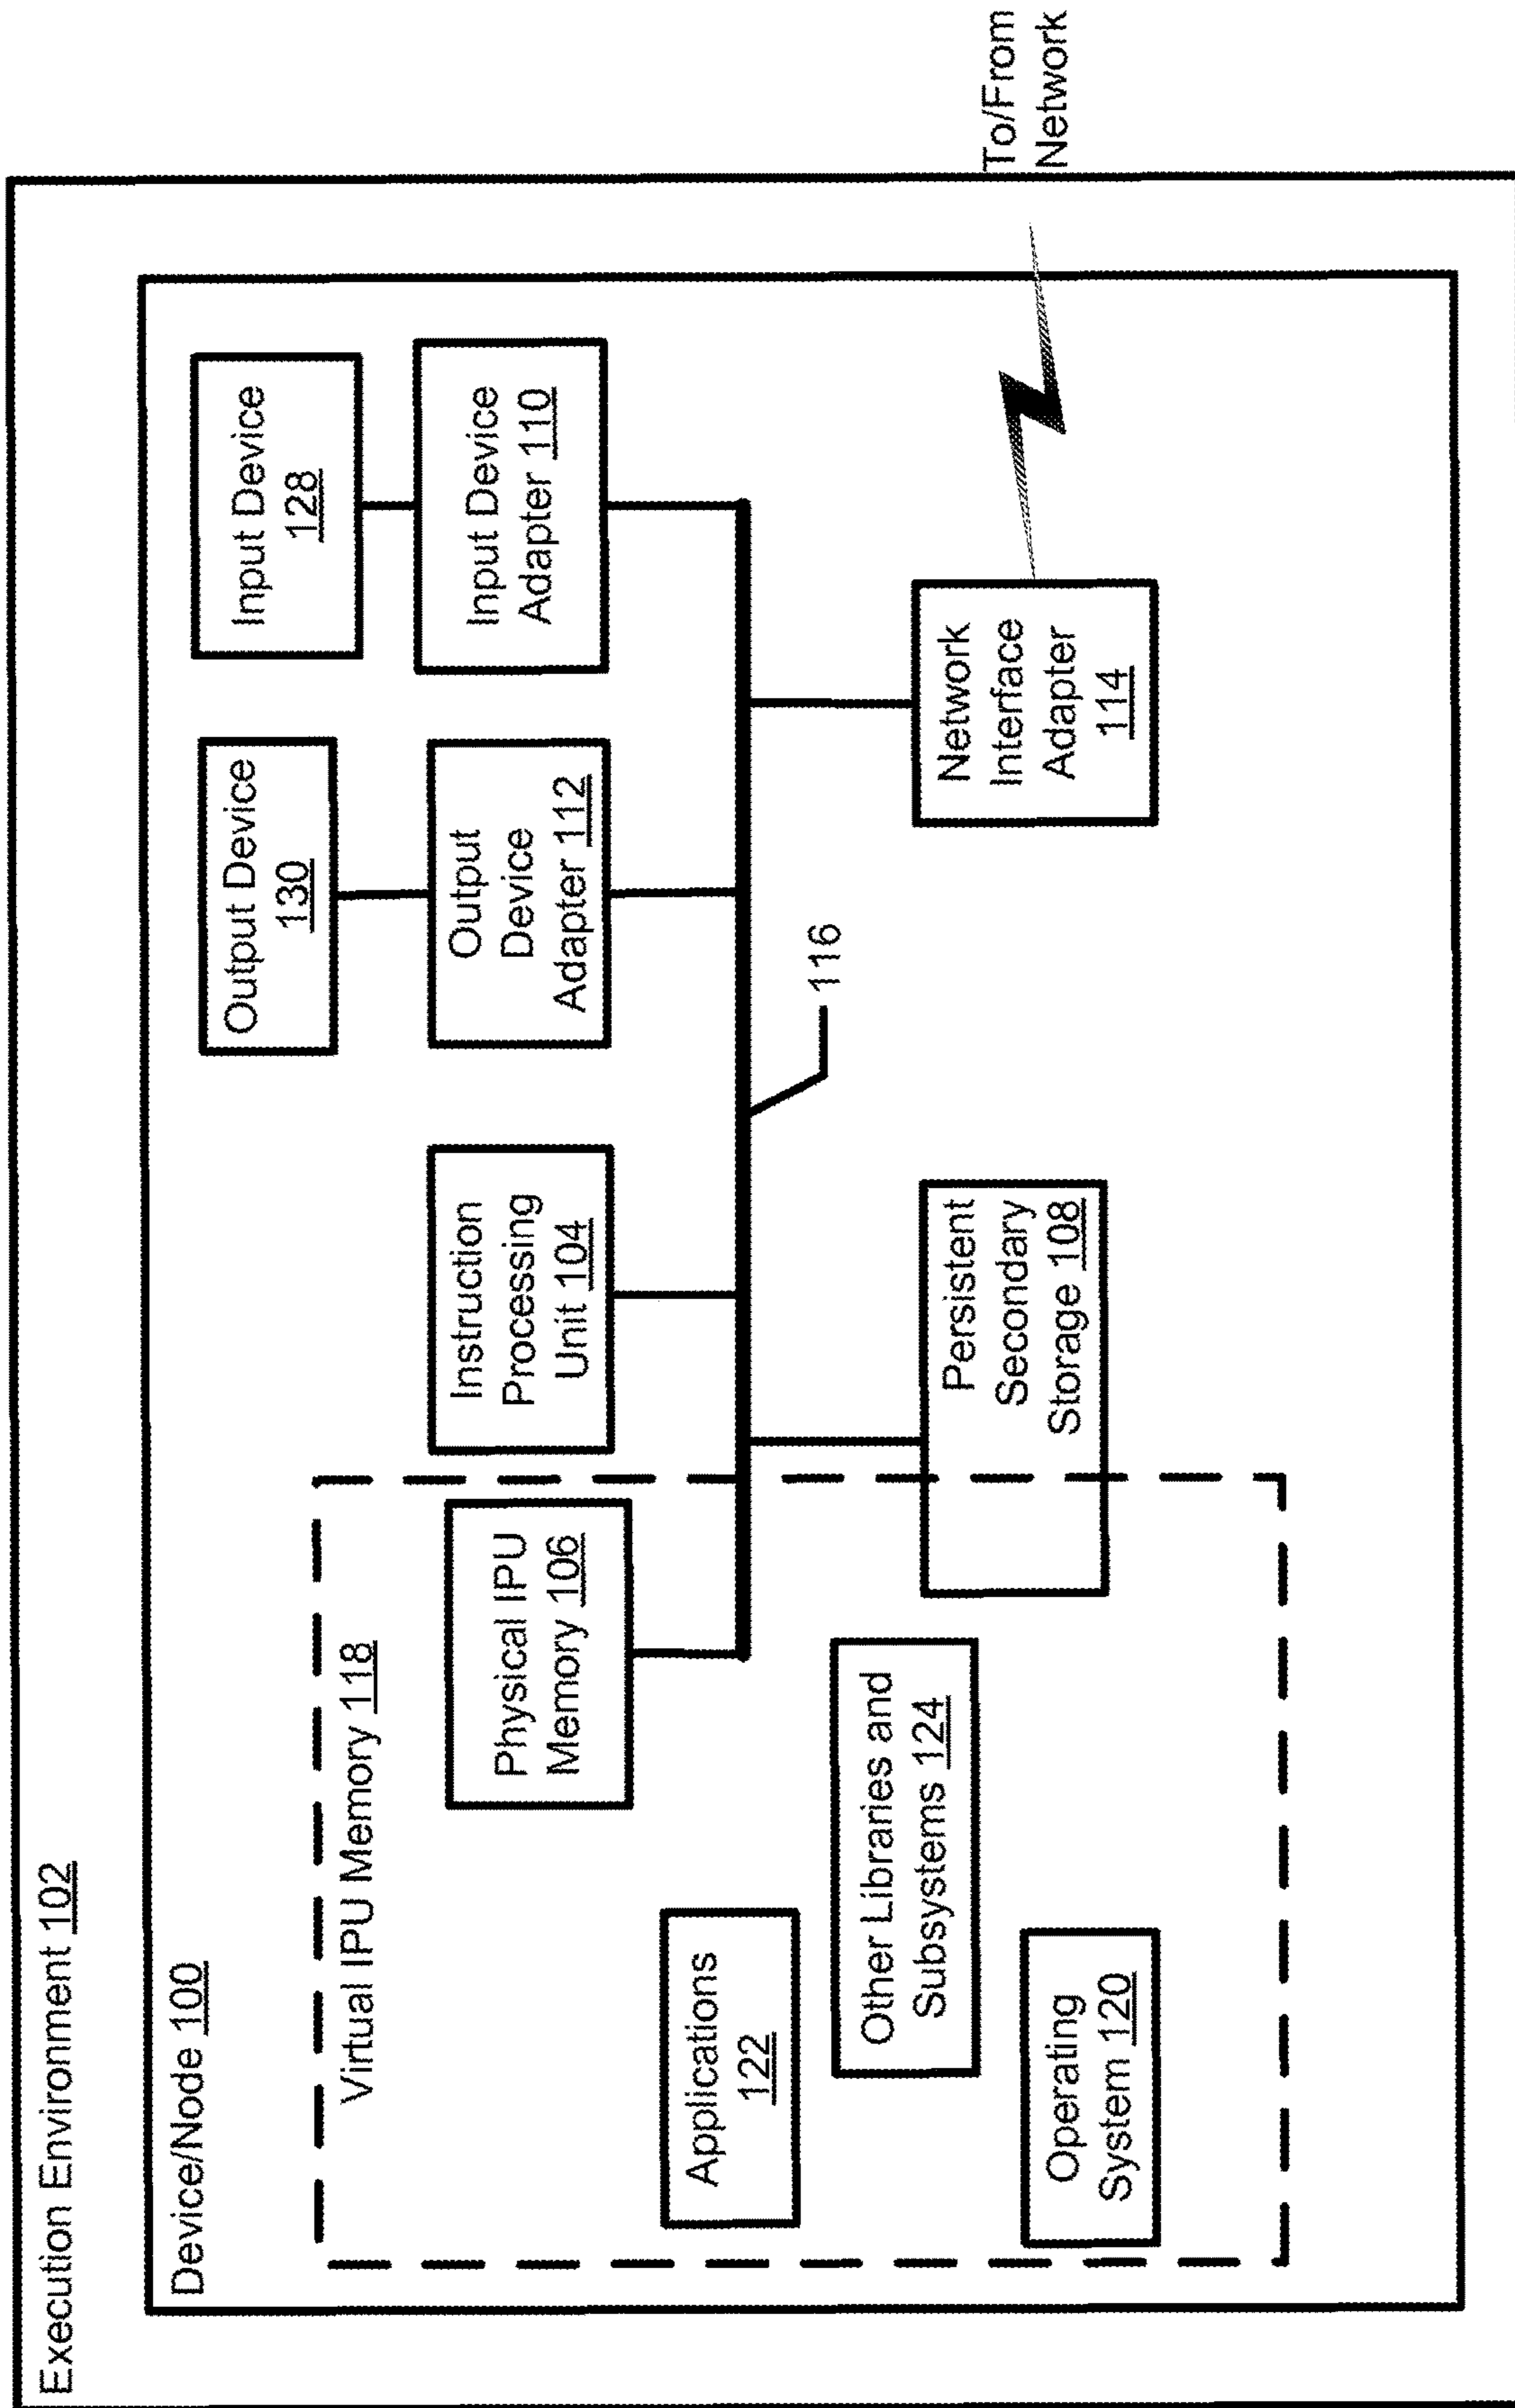 Execution Environment 102
Device/Node 100
Virtual IPU Memory 118
Output Device
130
Input Device
128
Physical IPU
Memory 106
Instruction
Processing
Unit 104
Output
Device
Adapter 112
Input Device
Adapter 110
Applications
122
116
Other Libraries and
Subsystems 124
Persistent
Secondary
Storage 108
Network
Interface
Adapter
114
To/From
Network
Operating
System 120